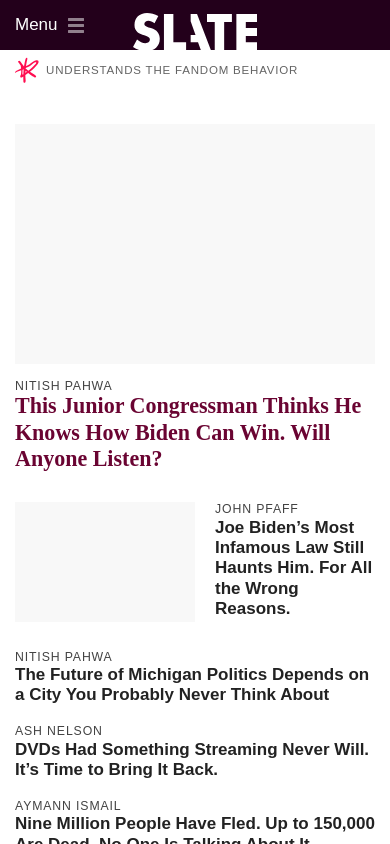 Menu
SLATE
UNDERSTANDS THE FANDOM BEHAVIOR
NITISH PAHWA
This Junior Congressman Thinks He
Knows How Biden Can Win. Will
Anyone Listen?
JOHN PFAFF
Joe Biden’s Most
Infamous Law Still
Haunts Him. For All
the Wrong
Reasons.
NITISH PAHWA
The Future of Michigan Politics Depends on
a City You Probably Never Think About
ASH NELSON
DVDs Had Something Streaming Never Will.
It’s Time to Bring It Back.
AYMANN ISMAIL
Nine Million People Have Fled. Up to 150,000
Are Dead. No One Is Talking About It.